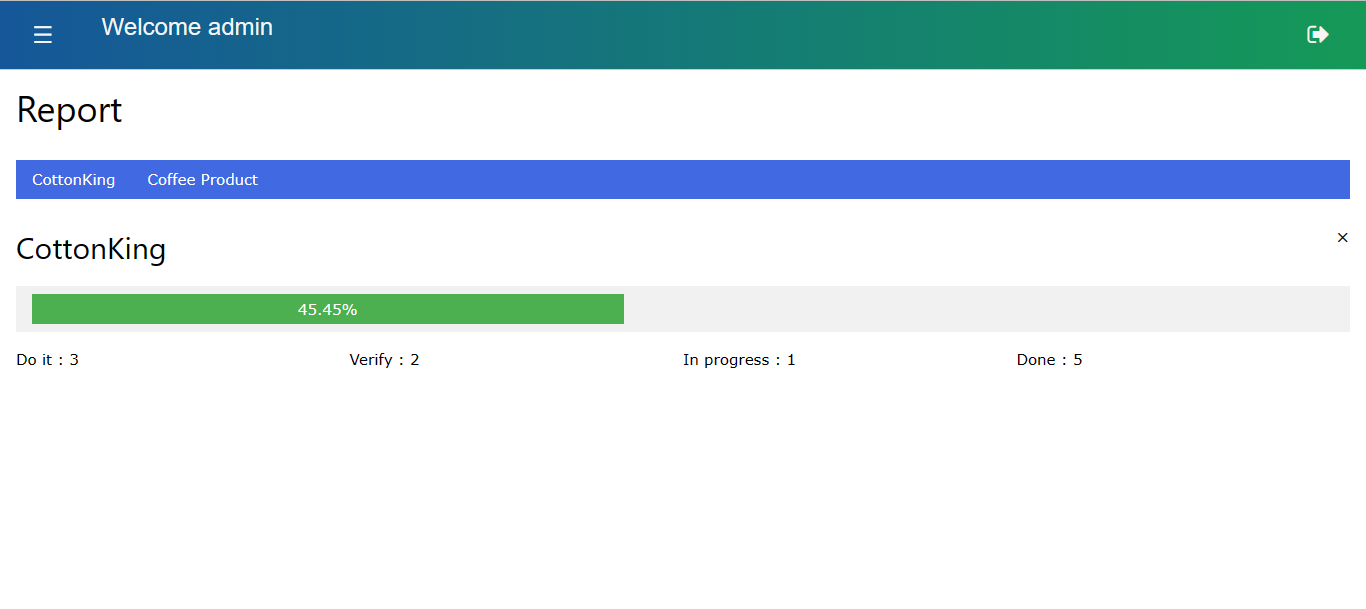 Welcome admin
Report
CottonKing Coffee Product
CottonKing
×
45.45%
Do it : 3 Verify : 2 In progress : 1 Done : 5